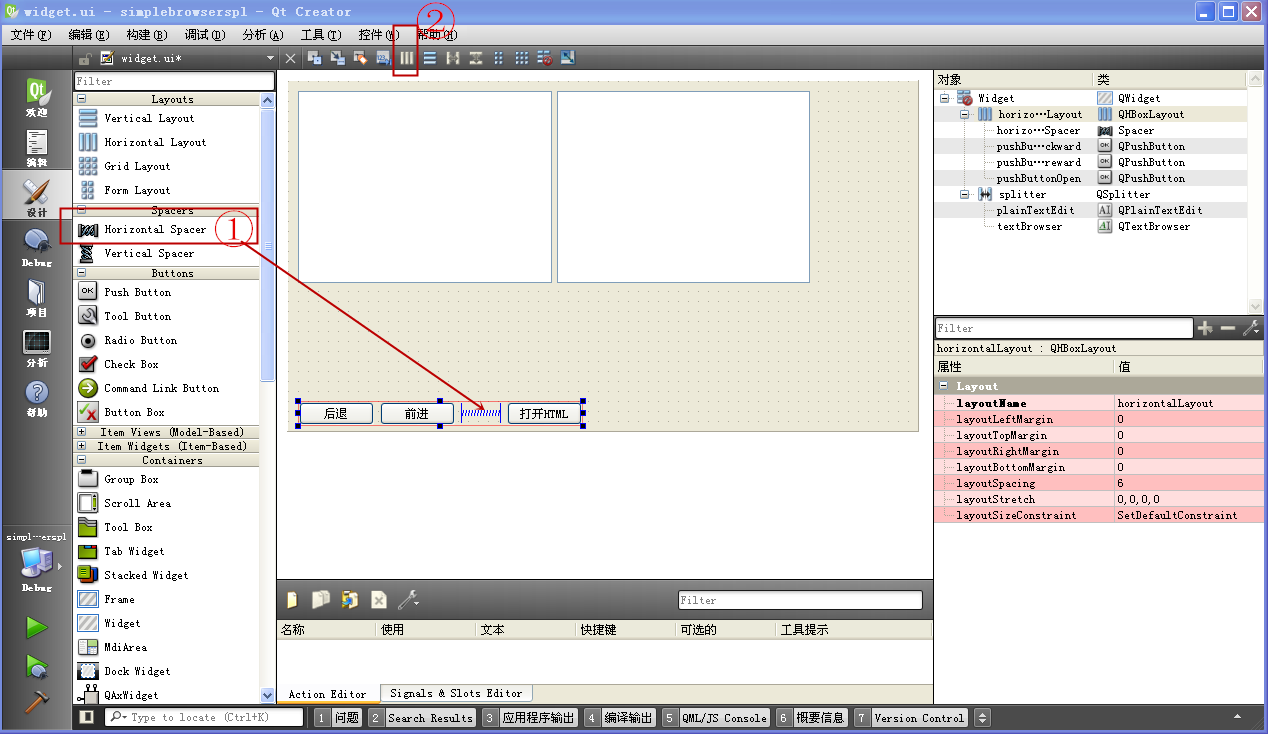 widget.ui - simplebrowserspl - Qt Creator
文件(F) 编辑(E) 构建(B) 调试(D) 分析(A) 工具(T) 控件(W) 帮助(H)
②
widget.ui*
欢迎
编辑
设计
Debug
项目
分析
帮助
simpl…erspl
Debug
Filter
Layouts
Vertical Layout
Horizontal Layout
Grid Layout
Form Layout
Spacers
Horizontal Spacer
①
Vertical Spacer
Buttons
Push Button
Tool Button
Radio Button
Check Box
Command Link Button
Button Box
Item Views (Model-Based)
Item Widgets (Item-Based)
Containers
Group Box
Scroll Area
Tool Box
Tab Widget
Stacked Widget
Frame
Widget
MdiArea
Dock Widget
QAxWidget
后退 前进 打开HTML
Filter
名称 使用 文本 快捷键 可选的 工具提示
Action Editor Signals & Slots Editor
对象 类
Widget QWidget
horizo…Layout QHBoxLayout
horizo…Spacer Spacer
pushBu…ckward QPushButton
pushBu…reward QPushButton
pushButtonOpen QPushButton
splitter QSplitter
plainTextEdit QPlainTextEdit
textBrowser QTextBrowser
Filter
horizontalLayout : QHBoxLayout
属性 值
Layout
layoutName horizontalLayout
layoutLeftMargin 0
layoutTopMargin 0
layoutRightMargin 0
layoutBottomMargin 0
layoutSpacing 6
layoutStretch 0,0,0,0
layoutSizeConstraint SetDefaultConstraint
Type to locate (Ctrl+K) 1 问题 2 Search Results 3 应用程序输出 4 编译输出 5 QML/JS Console 6 概要信息 7 Version Control